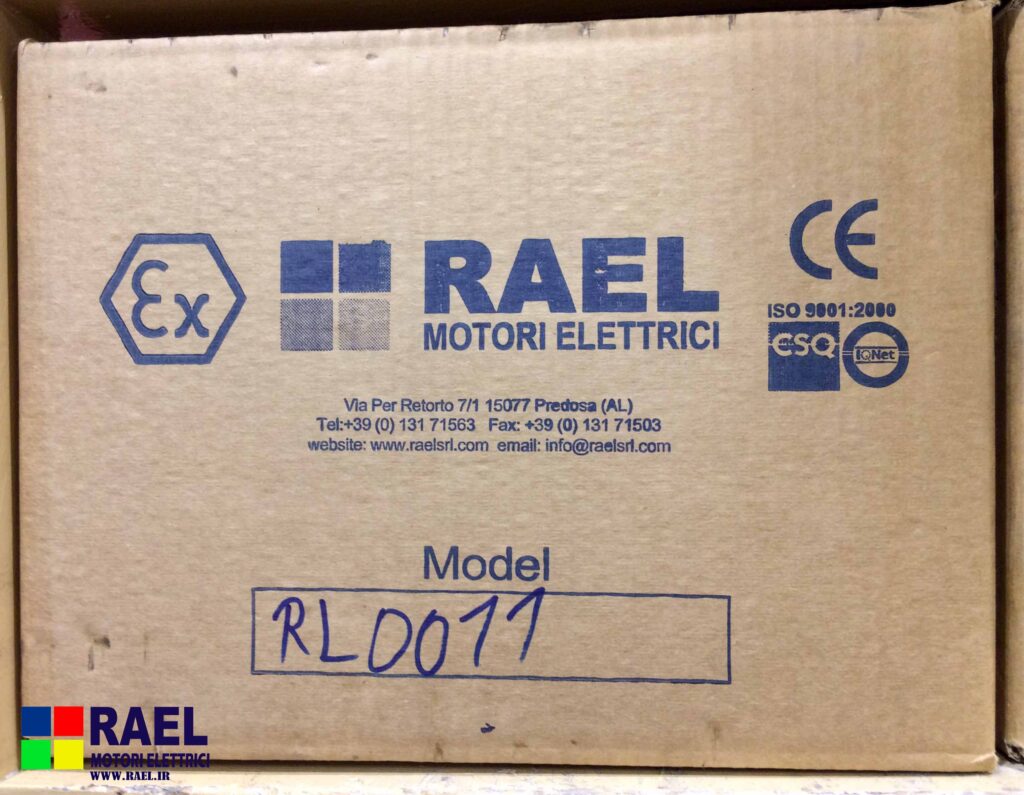 Ex
RAEL
MOTORI ELETTRICI
CE
ISO 9001:2000
CSQ
IQNet
Via Per Retorto 7/1 15077 Predosa (AL)
Tel:+39 (0) 131 71563 Fax: +39 (0) 131 71503
website: www.raelsrl.com email: info@raelsrl.com
Model
RL0011
RAEL
MOTORI ELETTRICI
WWW.RAEL.IR